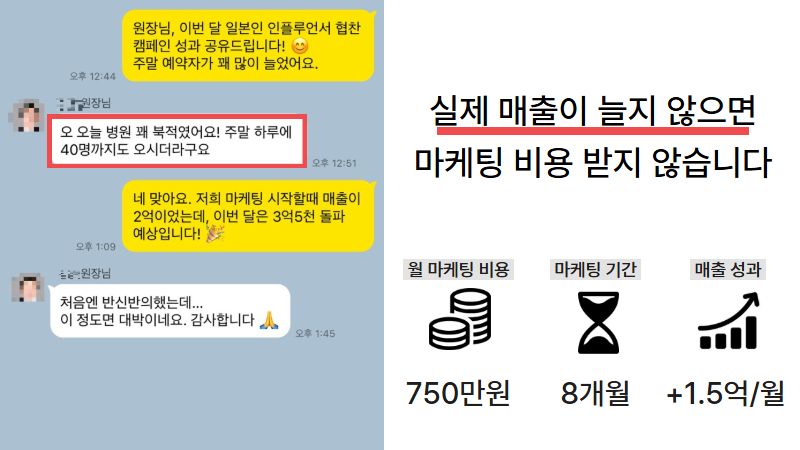 원장님, 이번 달 일본인 인플루언서 협찬
캠페인 성과 공유드립니다! 😊
주말 예약자가 꽤 많이 늘었어요.
오후 12:44
원장님
오 오늘 병원 꽤 북적였어요! 주말 하루에
40명까지도 오시더라구요
오후 12:51
네 맞아요. 저희 마케팅 시작할때 매출이
2억이었는데, 이번 달은 3억5천 돌파
예상입니다! 🎉
오후 1:09
원장님
처음엔 반신반의했는데...
이 정도면 대박이네요. 감사합니다 🙏
오후 1:45
실제 매출이 늘지 않으면
마케팅 비용 받지 않습니다
월 마케팅 비용
마케팅 기간
매출 성과
750만원
8개월
+1.5억/월